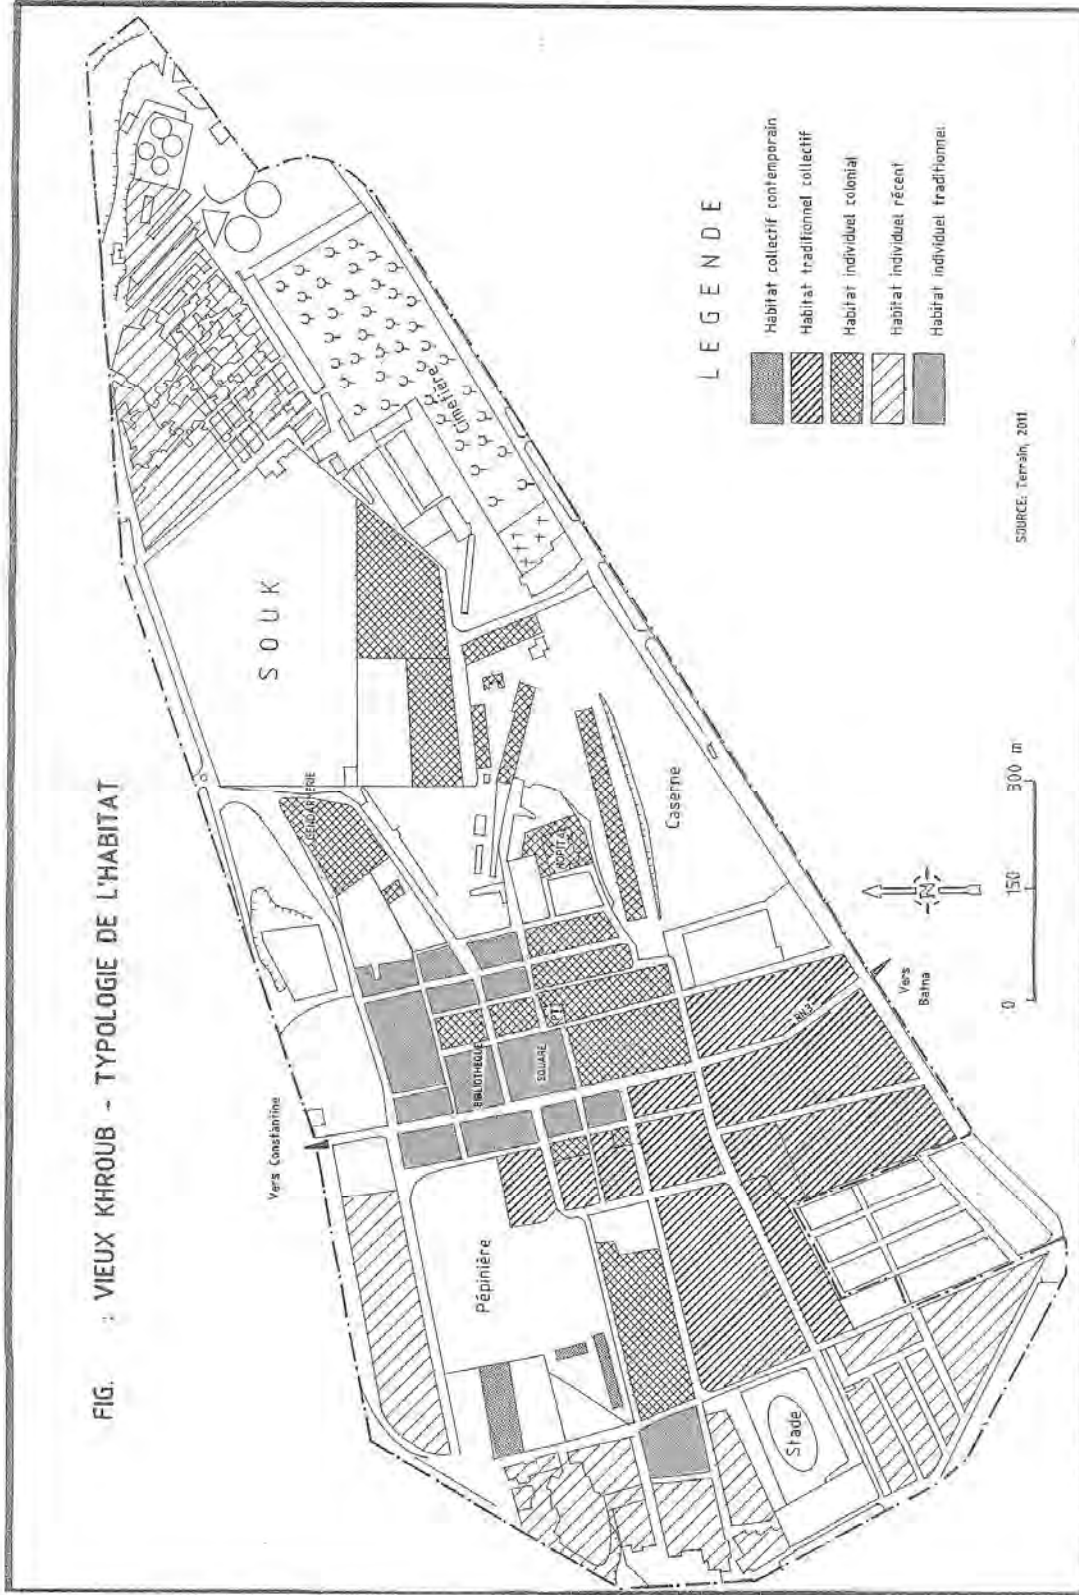 FIG. : VIEUX KHROUB - TYPOLOGIE DE L'HABITAT
Vers Constantine
SOUK
GENDARMERIE
Cimetière
Pépinière
BIBLIOTHEQUE
SQUARE
HOPITAL
Caserne
Stade
RN.3
Vers
Batna
N
0 150 300 m
LEGENDE
Habitat collectif contemporain
Habitat traditionnel collectif
Habitat individuel colonial
Habitat individuel récent
Habitat individuel traditionnel
SOURCE: Terrain, 2011